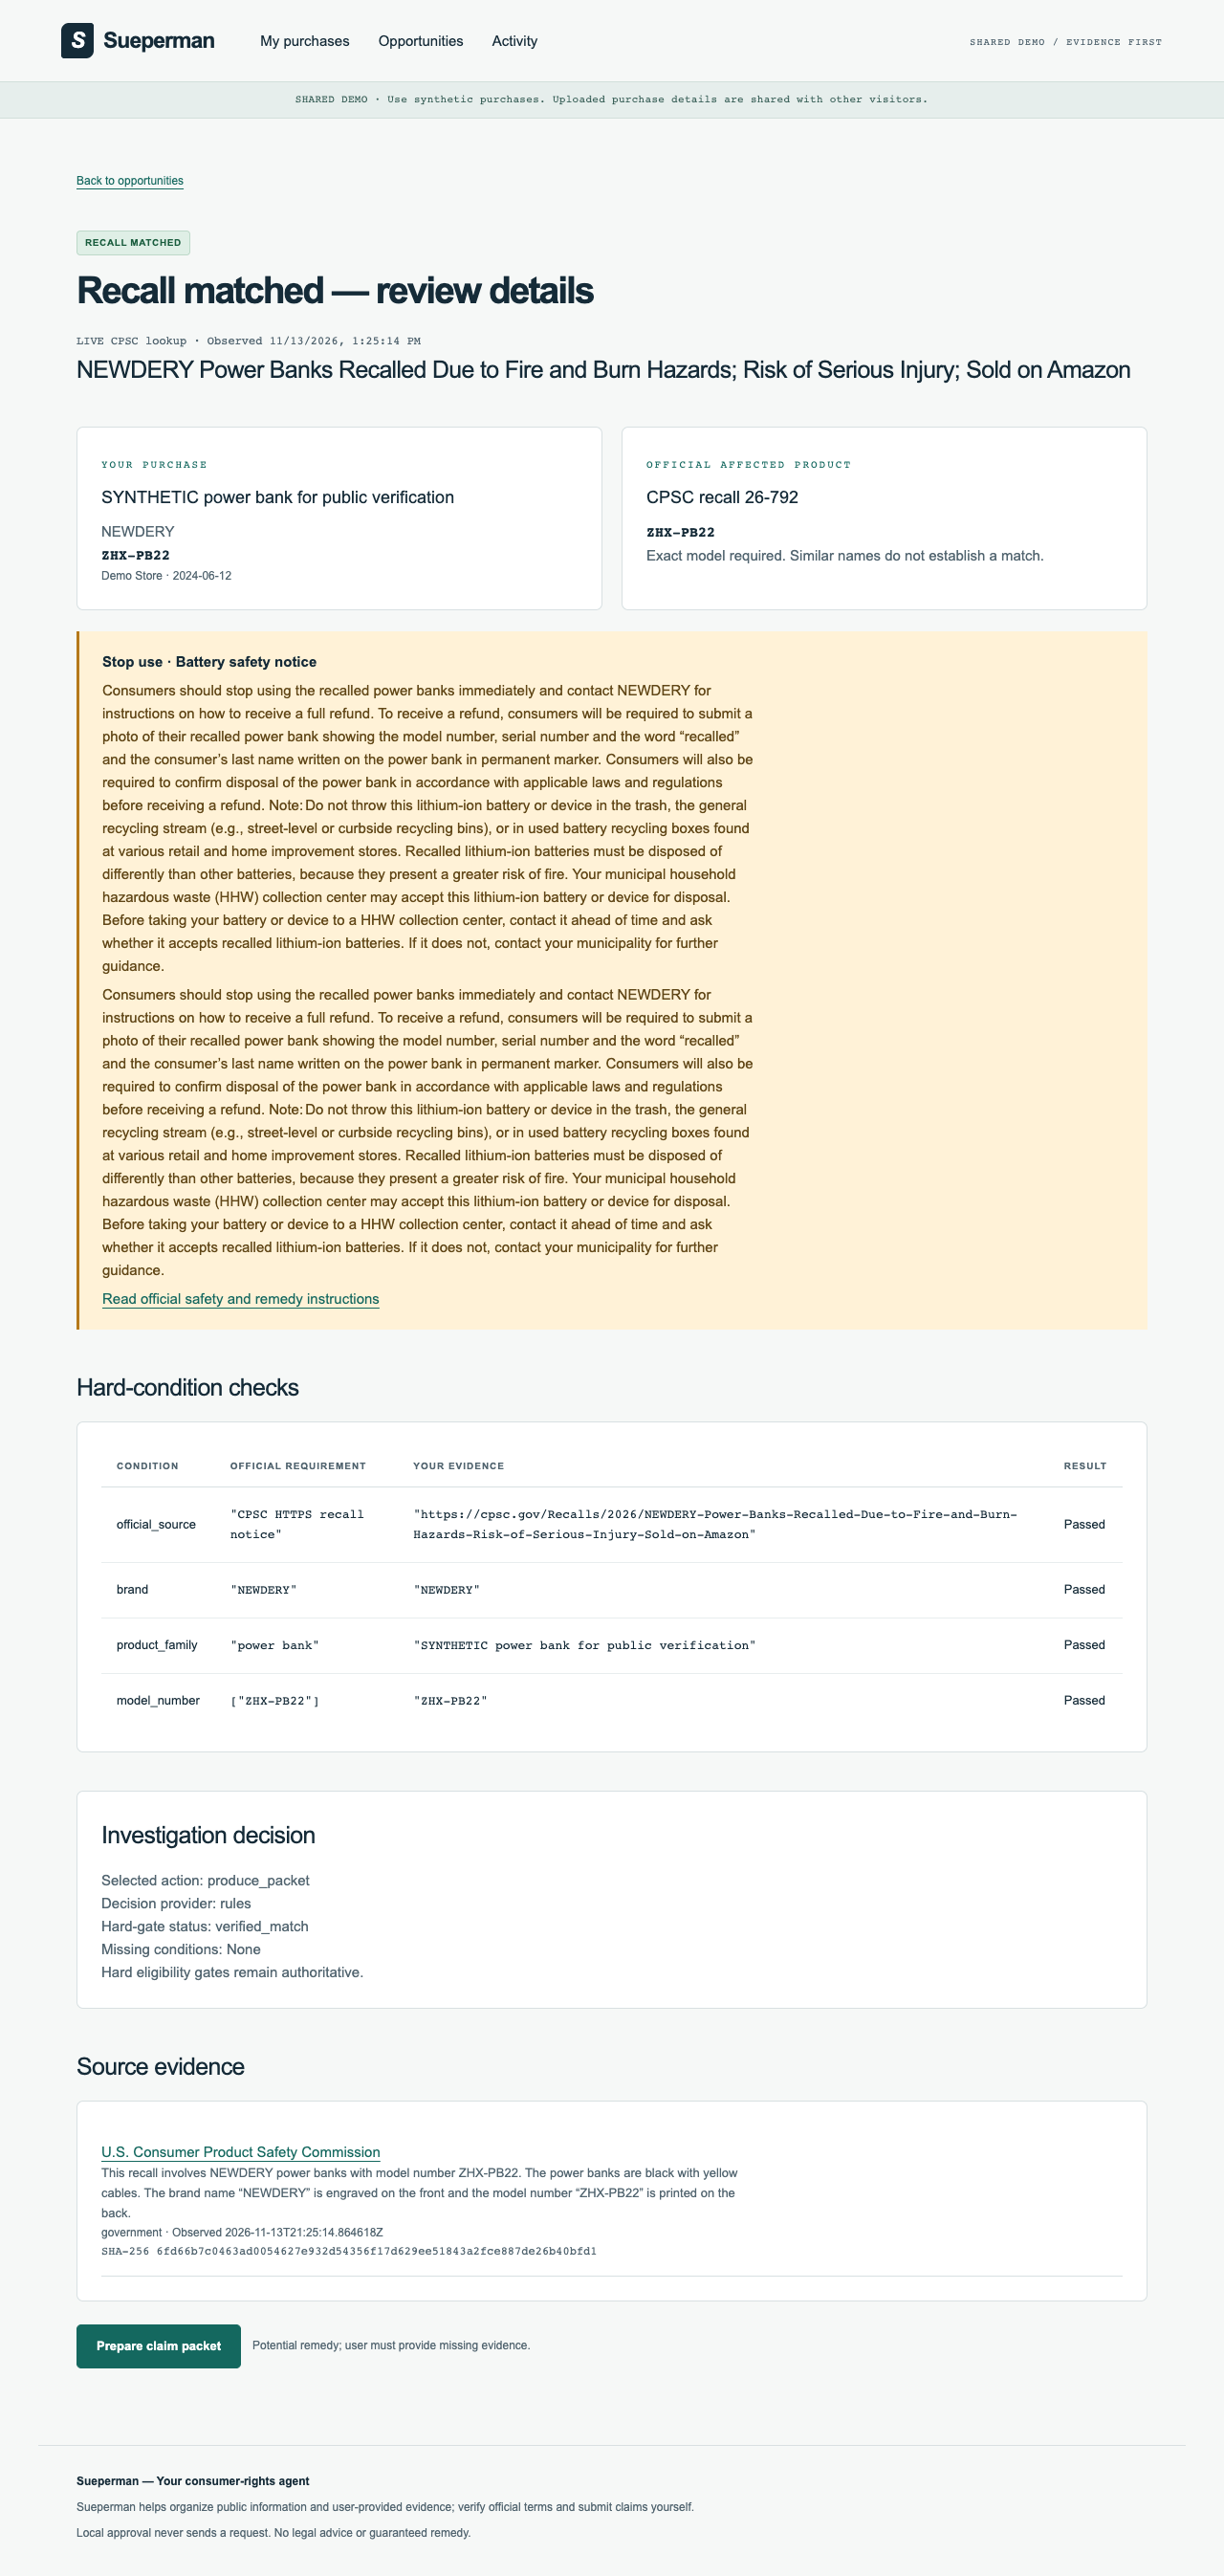 S Sueperman My purchases Opportunities Activity SHARED DEMO / EVIDENCE FIRST
SHARED DEMO · Use synthetic purchases. Uploaded purchase details are shared with other visitors.
Back to opportunities
RECALL MATCHED
Recall matched — review details
LIVE CPSC lookup · Observed 11/13/2026, 1:25:14 PM
NEWDERY Power Banks Recalled Due to Fire and Burn Hazards; Risk of Serious Injury; Sold on Amazon
YOUR PURCHASE
SYNTHETIC power bank for public verification
NEWDERY
ZHX-PB22
Demo Store · 2024-06-12
OFFICIAL AFFECTED PRODUCT
CPSC recall 26-792
ZHX-PB22
Exact model required. Similar names do not establish a match.
Stop use · Battery safety notice
Consumers should stop using the recalled power banks immediately and contact NEWDERY for
instructions on how to receive a full refund. To receive a refund, consumers will be required to submit a
photo of their recalled power bank showing the model number, serial number and the word “recalled”
and the consumer’s last name written on the power bank in permanent marker. Consumers will also be
required to confirm disposal of the power bank in accordance with applicable laws and regulations
before receiving a refund. Note: Do not throw this lithium-ion battery or device in the trash, the general
recycling stream (e.g., street-level or curbside recycling bins), or in used battery recycling boxes found
at various retail and home improvement stores. Recalled lithium-ion batteries must be disposed of
differently than other batteries, because they present a greater risk of fire. Your municipal household
hazardous waste (HHW) collection center may accept this lithium-ion battery or device for disposal.
Before taking your battery or device to a HHW collection center, contact it ahead of time and ask
whether it accepts recalled lithium-ion batteries. If it does not, contact your municipality for further
guidance.
Consumers should stop using the recalled power banks immediately and contact NEWDERY for
instructions on how to receive a full refund. To receive a refund, consumers will be required to submit a
photo of their recalled power bank showing the model number, serial number and the word “recalled”
and the consumer’s last name written on the power bank in permanent marker. Consumers will also be
required to confirm disposal of the power bank in accordance with applicable laws and regulations
before receiving a refund. Note: Do not throw this lithium-ion battery or device in the trash, the general
recycling stream (e.g., street-level or curbside recycling bins), or in used battery recycling boxes found
at various retail and home improvement stores. Recalled lithium-ion batteries must be disposed of
differently than other batteries, because they present a greater risk of fire. Your municipal household
hazardous waste (HHW) collection center may accept this lithium-ion battery or device for disposal.
Before taking your battery or device to a HHW collection center, contact it ahead of time and ask
whether it accepts recalled lithium-ion batteries. If it does not, contact your municipality for further
guidance.
Read official safety and remedy instructions
Hard-condition checks
CONDITION OFFICIAL REQUIREMENT YOUR EVIDENCE RESULT
official_source "CPSC HTTPS recall notice" "https://cpsc.gov/Recalls/2026/NEWDERY-Power-Banks-Recalled-Due-to-Fire-and-Burn-Hazards-Risk-of-Serious-Injury-Sold-on-Amazon" Passed
brand "NEWDERY" "NEWDERY" Passed
product_family "power bank" "SYNTHETIC power bank for public verification" Passed
model_number ["ZHX-PB22"] "ZHX-PB22" Passed
Investigation decision
Selected action: produce_packet
Decision provider: rules
Hard-gate status: verified_match
Missing conditions: None
Hard eligibility gates remain authoritative.
Source evidence
U.S. Consumer Product Safety Commission
This recall involves NEWDERY power banks with model number ZHX-PB22. The power banks are black with yellow
cables. The brand name “NEWDERY” is engraved on the front and the model number “ZHX-PB22” is printed on the
back.
government · Observed 2026-11-13T21:25:14.864618Z
SHA-256 6fd66b7c0463ad0054627e932d54356f17d629ee51843a2fce887de26b40bfd1
Prepare claim packet Potential remedy; user must provide missing evidence.
Sueperman — Your consumer-rights agent
Sueperman helps organize public information and user-provided evidence; verify official terms and submit claims yourself.
Local approval never sends a request. No legal advice or guaranteed remedy.